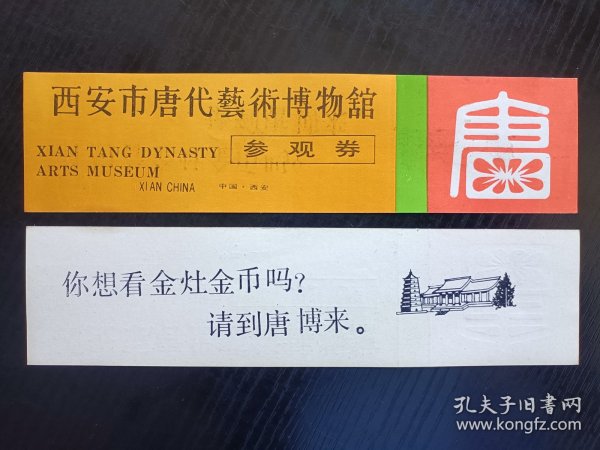 西安市唐代藝術博物舘
XIAN TANG DYNASTY
ARTS MUSEUM
参观券
XI'AN CHINA
中国·西安
唐
你想看金灶金币吗?
请到唐博来。
孔夫子旧书网
www.kongfz.com